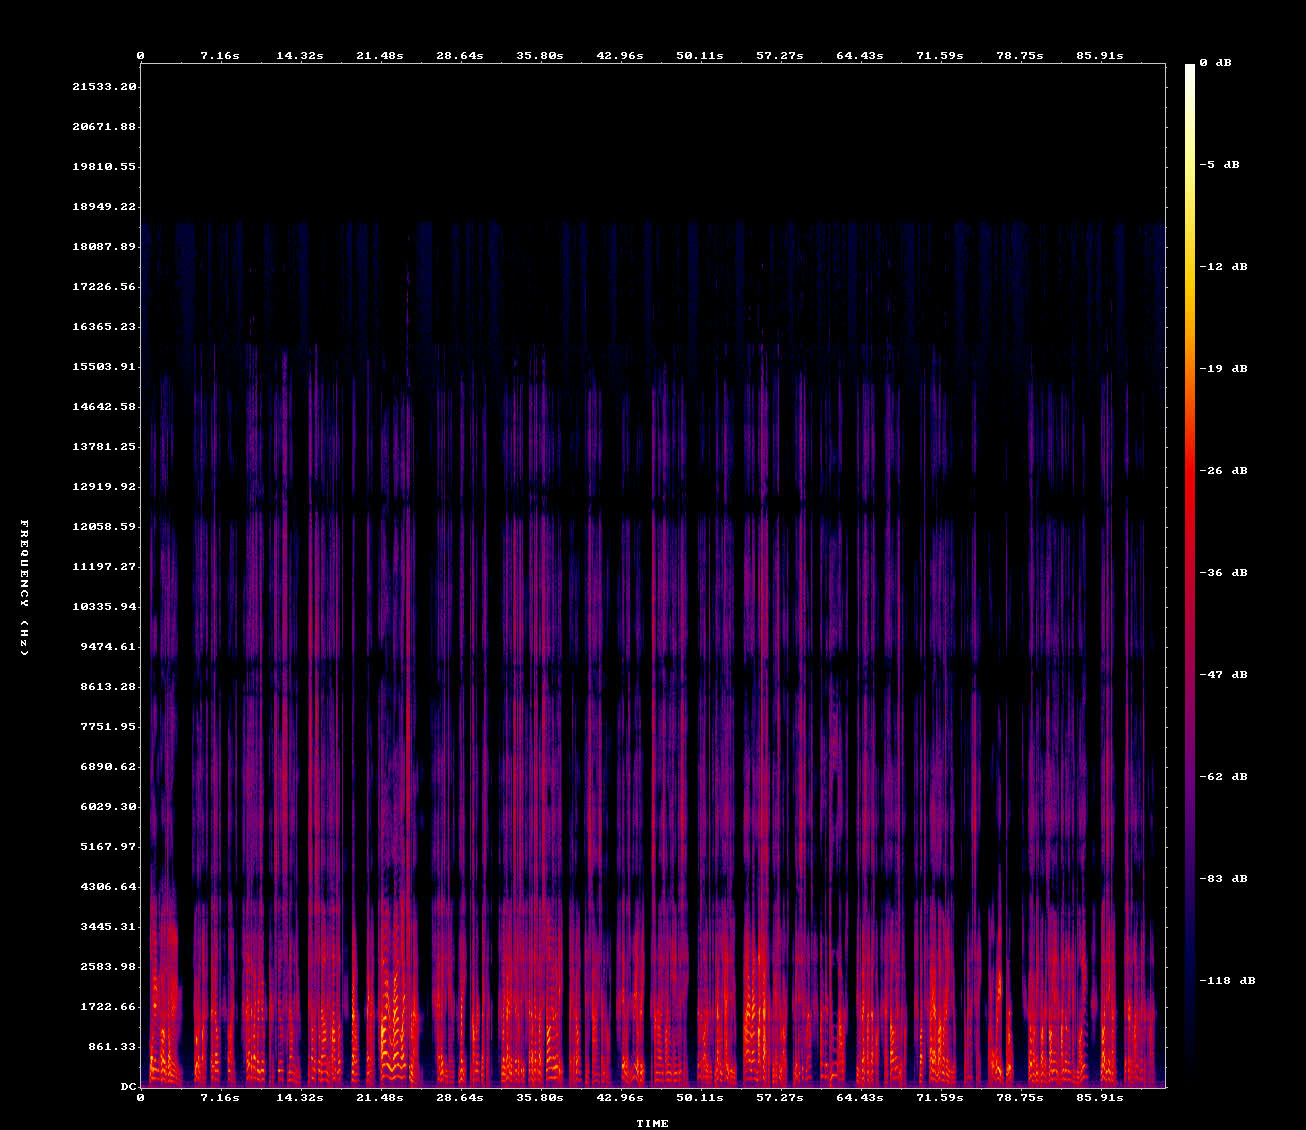 0 7.16s 14.32s 21.48s 28.64s 35.80s 42.96s 50.11s 57.27s 64.43s 71.59s 78.75s 85.91s
0 dB
21533.20
20671.88
-5 dB
19810.55
18949.22
18087.89
-12 dB
17226.56
16365.23
15503.91
-19 dB
14642.58
13781.25
-26 dB
12919.92
12058.59
11197.27
-36 dB
10335.94
9474.61
-47 dB
8613.28
7751.95
6890.62
-62 dB
6029.30
5167.97
4306.64
-83 dB
3445.31
2583.98
-118 dB
1722.66
861.33
DC
FREQUENCY (Hz)
0 7.16s 14.32s 21.48s 28.64s 35.80s 42.96s 50.11s 57.27s 64.43s 71.59s 78.75s 85.91s
TIME